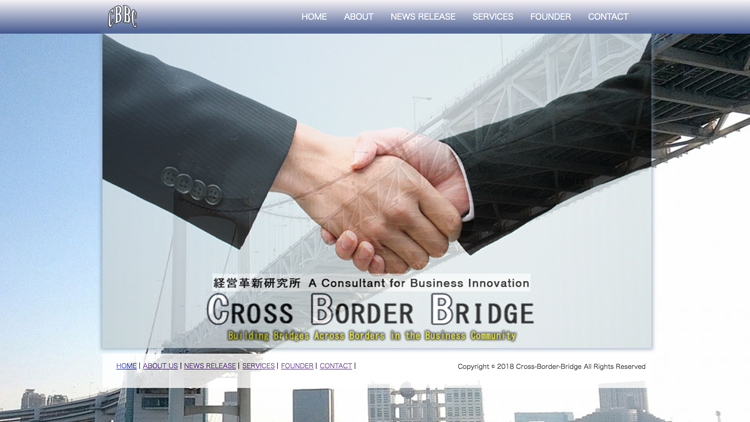 CBBC
HOME ABOUT NEWS RELEASE SERVICES FOUNDER CONTACT
経営革新研究所 A Consultant for Business Innovation
CROSS BORDER BRIDGE
Building Bridges Across Borders in the Business Community
HOME | ABOUT US | NEWS RELEASE | SERVICES | FOUNDER | CONTACT |
Copyright © 2018 Cross-Border-Bridge All Rights Reserved